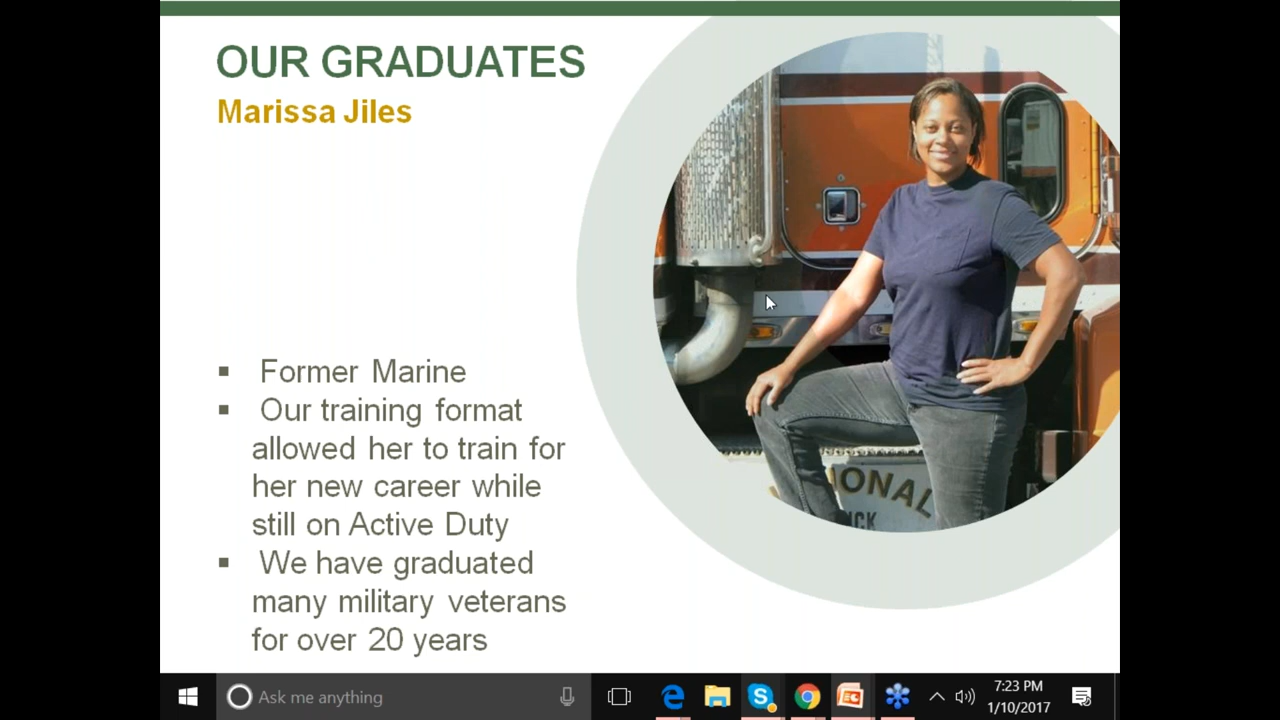 OUR GRADUATES
Marissa Jiles
▪ Former Marine
▪ Our training format
allowed her to train for
her new career while
still on Active Duty
▪ We have graduated
many military veterans
for over 20 years
IONAL
Ask me anything
7:23 PM
1/10/2017